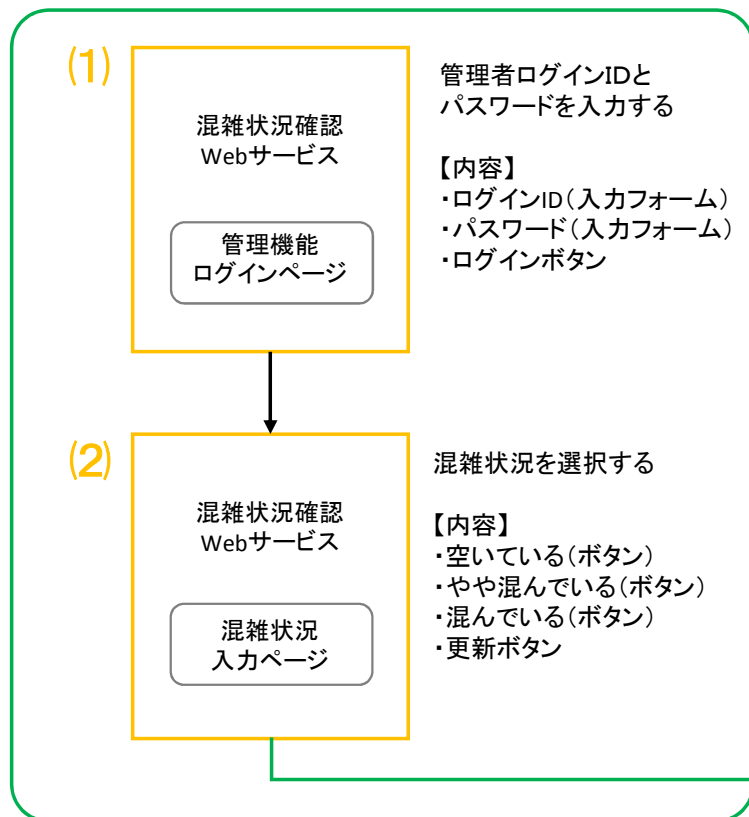 (1)
混雑状況確認
Webサービス
管理機能
ログインページ
管理者ログインIDと
パスワードを入力する
【内容】
・ログインID(入力フォーム)
・パスワード(入力フォーム)
・ログインボタン
(2)
混雑状況確認
Webサービス
混雑状況
入力ページ
混雑状況を選択する
【内容】
・空いている(ボタン)
・やや混んでいる(ボタン)
・混んでいる(ボタン)
・更新ボタン